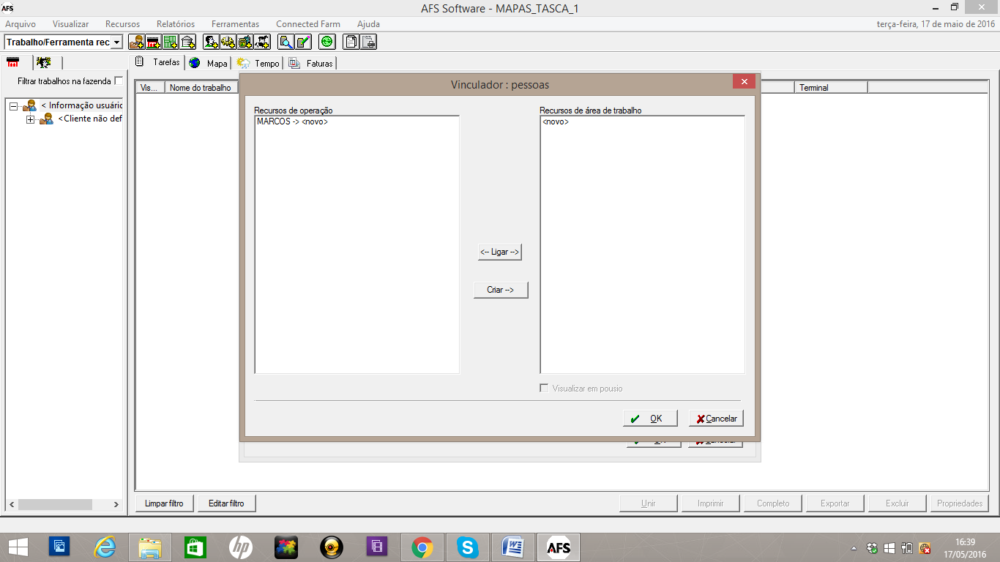 AFS
AFS Software - MAPAS_TASCA_1
Arquivo Visualizar Recursos Relatórios Ferramentas Connected Farm Ajuda terça-feira, 17 de maio de 2016
Trabalho/Ferramenta rec
Tarefas Mapa Tempo Faturas
Filtrar trabalhos na fazenda
Vis... Nome do trabalho Terminal
< Informação usuário
<Cliente não def
Vinculador : pessoas
Recursos de operação Recursos de área de trabalho
MARCOS -> <novo> <novo>
<-- Ligar -->
Criar -->
Visualizar em pousio
OK Cancelar
Limpar filtro Editar filtro Unir Imprimir Completo Exportar Excluir Propriedades
hp
AFS
16:39
17/05/2016